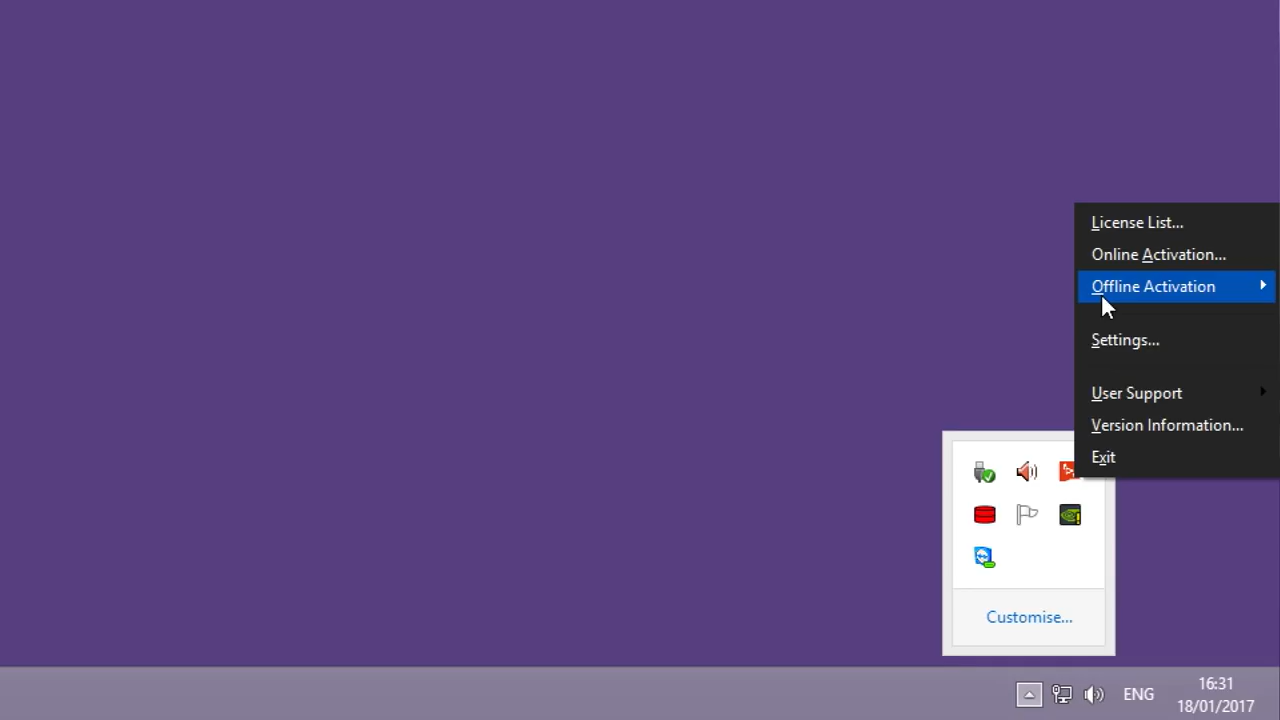 License List...
Online Activation...
Offline Activation
Settings...
User Support
Version Information...
Exit
Customise...
ENG
16:31
18/01/2017